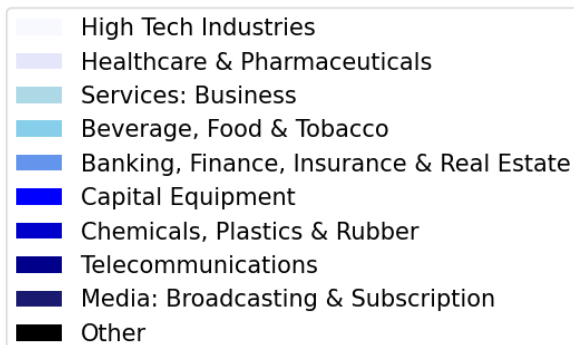 High Tech Industries
Healthcare & Pharmaceuticals
Services: Business
Beverage, Food & Tobacco
Banking, Finance, Insurance & Real Estate
Capital Equipment
Chemicals, Plastics & Rubber
Telecommunications
Media: Broadcasting & Subscription
Other